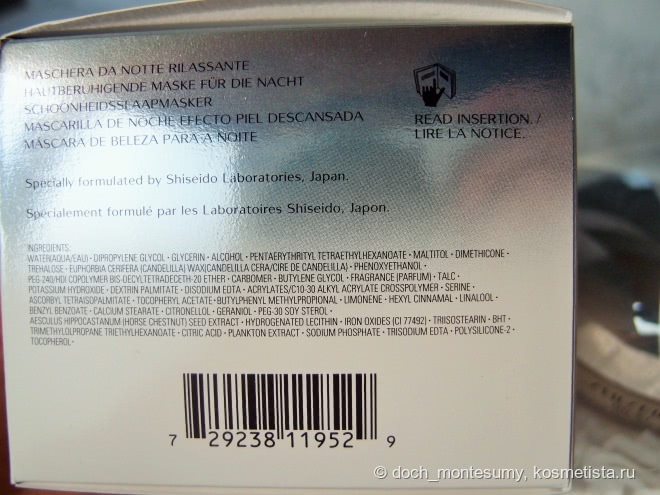 MASCHERA DA NOTTE RILASSANTE
HAUTBERUHIGENDE MASKE FÜR DIE NACHT
SCHOONHEIDSSLAAPMASKER
MASCARILLA DE NOCHE EFECTO PIEL DESCANSADA
MÁSCARA DE BELEZA PARA A NOITE
READ INSERTION. /
LIRE LA NOTICE.
Specially formulated by Shiseido Laboratories, Japan.
Spécialement formulé par les Laboratoires Shiseido, Japon.
INGREDIENTS:
WATER(AQUA/EAU)・DIPROPYLENE GLYCOL・GLYCERIN・ALCOHOL・PENTAERYTHRITYL TETRAETHYLHEXANOATE・MALTITOL・DIMETHICONE・
TREHALOSE・EUPHORBIA CERIFERA (CANDELILLA) WAX(CANDELILLA CERA/CIRE DE CANDELILLA)・PHENOXYETHANOL・
PEG-240/HDI COPOLYMER BIS-DECYLTETRADECETH-20 ETHER・CARBOMER・BUTYLENE GLYCOL・FRAGRANCE (PARFUM)・TALC・
POTASSIUM HYDROXIDE・DEXTRIN PALMITATE・DISODIUM EDTA・ACRYLATES/C10-30 ALKYL ACRYLATE CROSSPOLYMER・SERINE・
ASCORBYL TETRAISOPALMITATE・TOCOPHERYL ACETATE・BUTYLPHENYL METHYLPROPIONAL・LIMONENE・HEXYL CINNAMAL・LINALOOL・
BENZYL BENZOATE・CALCIUM STEARATE・CITRONELLOL・GERANIOL・PEG-30 SOY STEROL・
AESCULUS HIPPOCASTANUM (HORSE CHESTNUT) SEED EXTRACT・HYDROGENATED LECITHIN・IRON OXIDES (CI 77492)・TRIISOSTEARIN・BHT・
TRIMETHYLOLPROPANE TRIETHYLHEXANOATE・CITRIC ACID・PLANKTON EXTRACT・SODIUM PHOSPHATE・TRISODIUM EDTA・POLYSILICONE-2・
TOCOPHEROL・
7 29238 11952 9
© doch_montesumy, kosmetista.ru